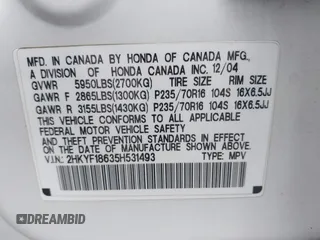 MFD. IN CANADA BY HONDA OF CANADA MFG.,
A DIVISION OF HONDA CANADA INC. 12/04
GVWR 5950LBS(2700KG) TIRE SIZE RIM SIZE
GAWR F 2865LBS(1300KG) P235/70R16 104S 16X6.5JJ
GAWR R 3155LBS(1430KG) P235/70R16 104S 16X6.5JJ
THIS VEHICLE CONFORMS TO ALL APPLICABLE
FEDERAL MOTOR VEHICLE SAFETY STANDARDS
IN EFFECT ON THE DATE OF MANUFACTURE
SHOWN ABOVE.
V.I.N.: 2HKYF18635H531493 TYPE: MPV
DREAMBID